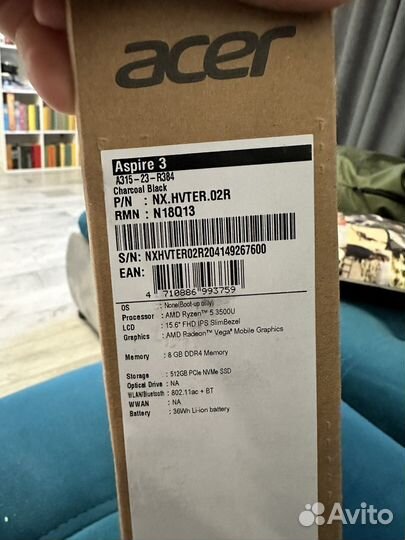 acer
Aspire 3
A315-23-R384
Charcoal Black
P/N : NX.HVTER.02R
RMN : N18Q13
S/N: NXHVTER02R204149267600
EAN:
4 710886 993759
OS : None(Boot-up only)
Processor : AMD Ryzen™ 5 3500U
LCD : 15.6" FHD IPS SlimBezel
Graphics : AMD Radeon™ Vega® Mobile Graphics
Memory : 8 GB DDR4 Memory
Storage : 512GB PCIe NVMe SSD
Optical Drive : NA
WLAN/Bluetooth : 802.11ac + BT
WWAN : NA
Battery : 36Wh Li-ion battery
Avito